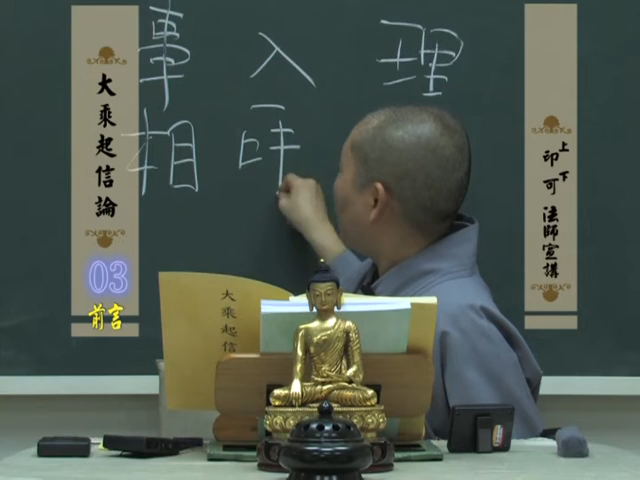 大乘起信論
03
前言
事相
入
理
上印下可法師宣講
大乘起信